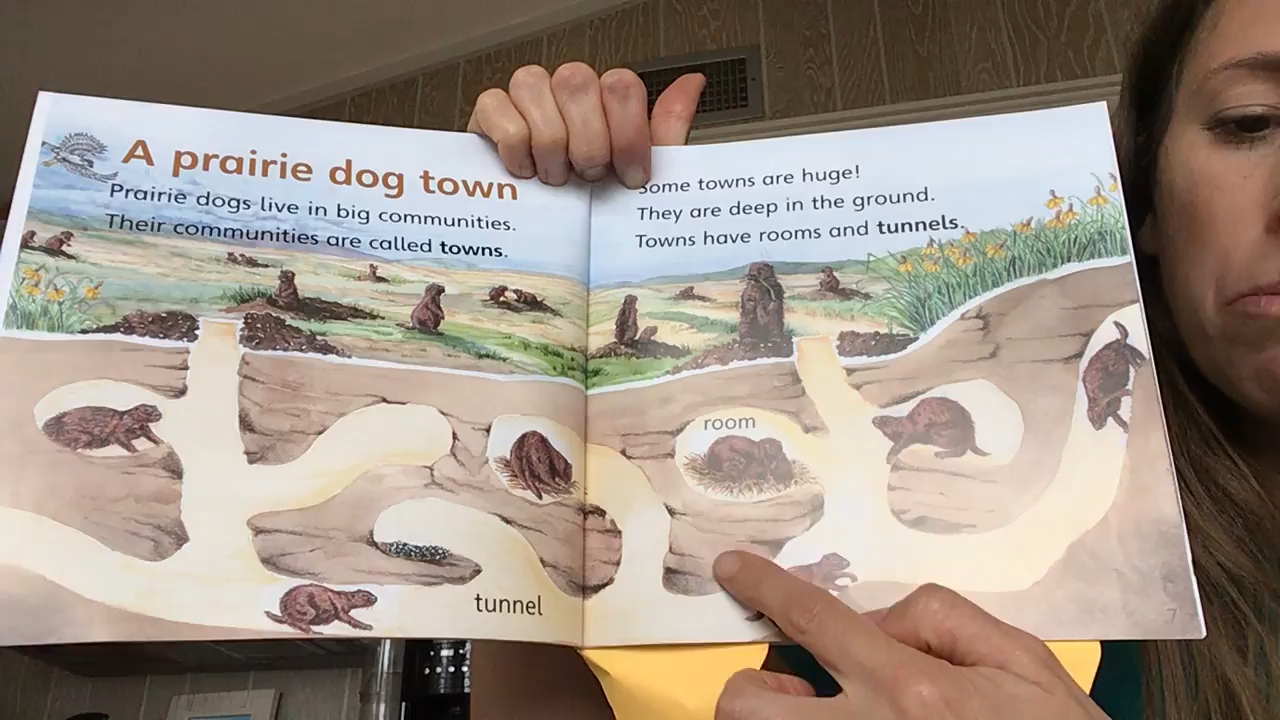 A prairie dog town
Prairie dogs live in big communities.
Their communities are called towns.
Some towns are huge!
They are deep in the ground.
Towns have rooms and tunnels.
room
tunnel
7